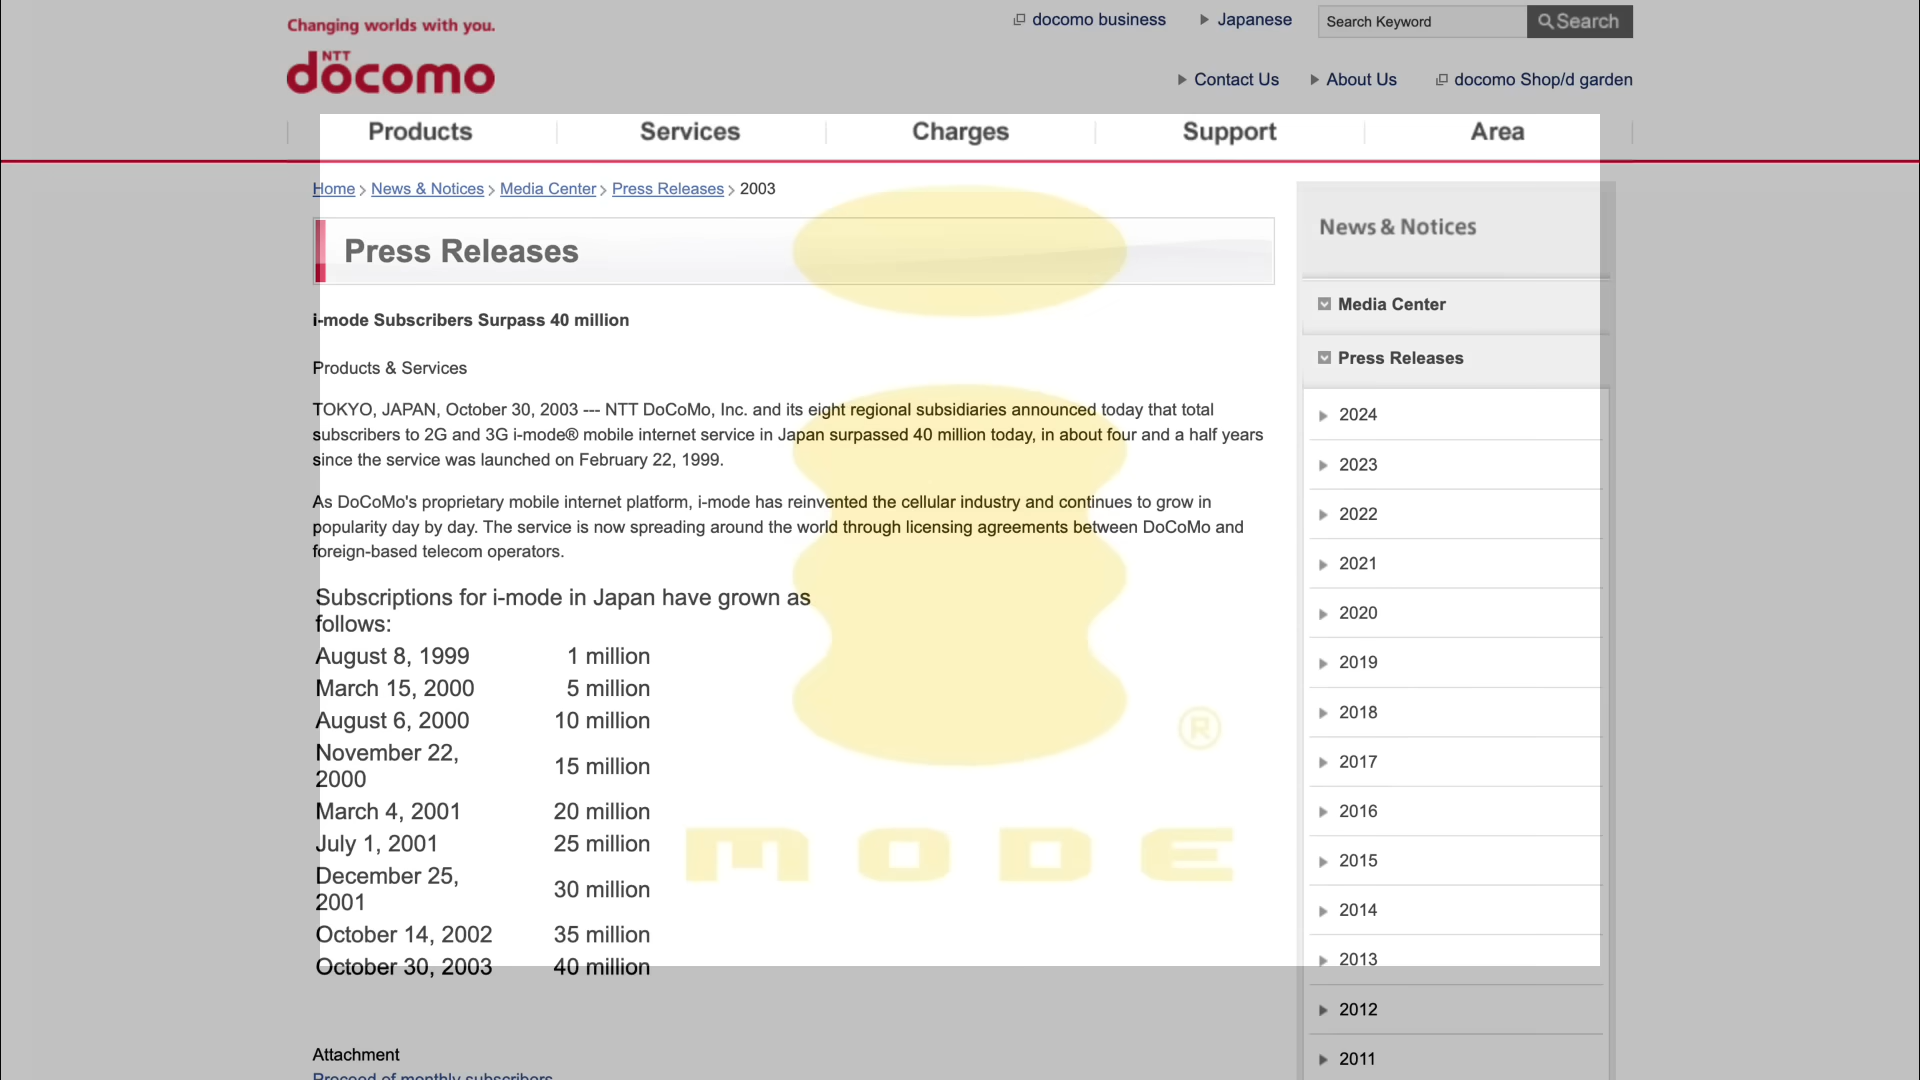 Changing worlds with you.
NTT
docomo
docomo business
Japanese
Search Keyword
Search
Contact Us
About Us
docomo Shop/d garden
Products
Services
Charges
Support
Area
Home > News & Notices > Media Center > Press Releases > 2003
Press Releases
i-mode Subscribers Surpass 40 million
Products & Services
TOKYO, JAPAN, October 30, 2003 --- NTT DoCoMo, Inc. and its eight regional subsidiaries announced today that total
subscribers to 2G and 3G i-mode® mobile internet service in Japan surpassed 40 million today, in about four and a half years
since the service was launched on February 22, 1999.
As DoCoMo's proprietary mobile internet platform, i-mode has reinvented the cellular industry and continues to grow in
popularity day by day. The service is now spreading around the world through licensing agreements between DoCoMo and
foreign-based telecom operators.
Subscriptions for i-mode in Japan have grown as
follows:
August 8, 1999 1 million
March 15, 2000 5 million
August 6, 2000 10 million
November 22,
2000 15 million
March 4, 2001 20 million
July 1, 2001 25 million
December 25,
2001 30 million
October 14, 2002 35 million
October 30, 2003 40 million
Attachment
Proceed of monthly subscribers
®
MODE
News & Notices
Media Center
Press Releases
2024
2023
2022
2021
2020
2019
2018
2017
2016
2015
2014
2013
2012
2011